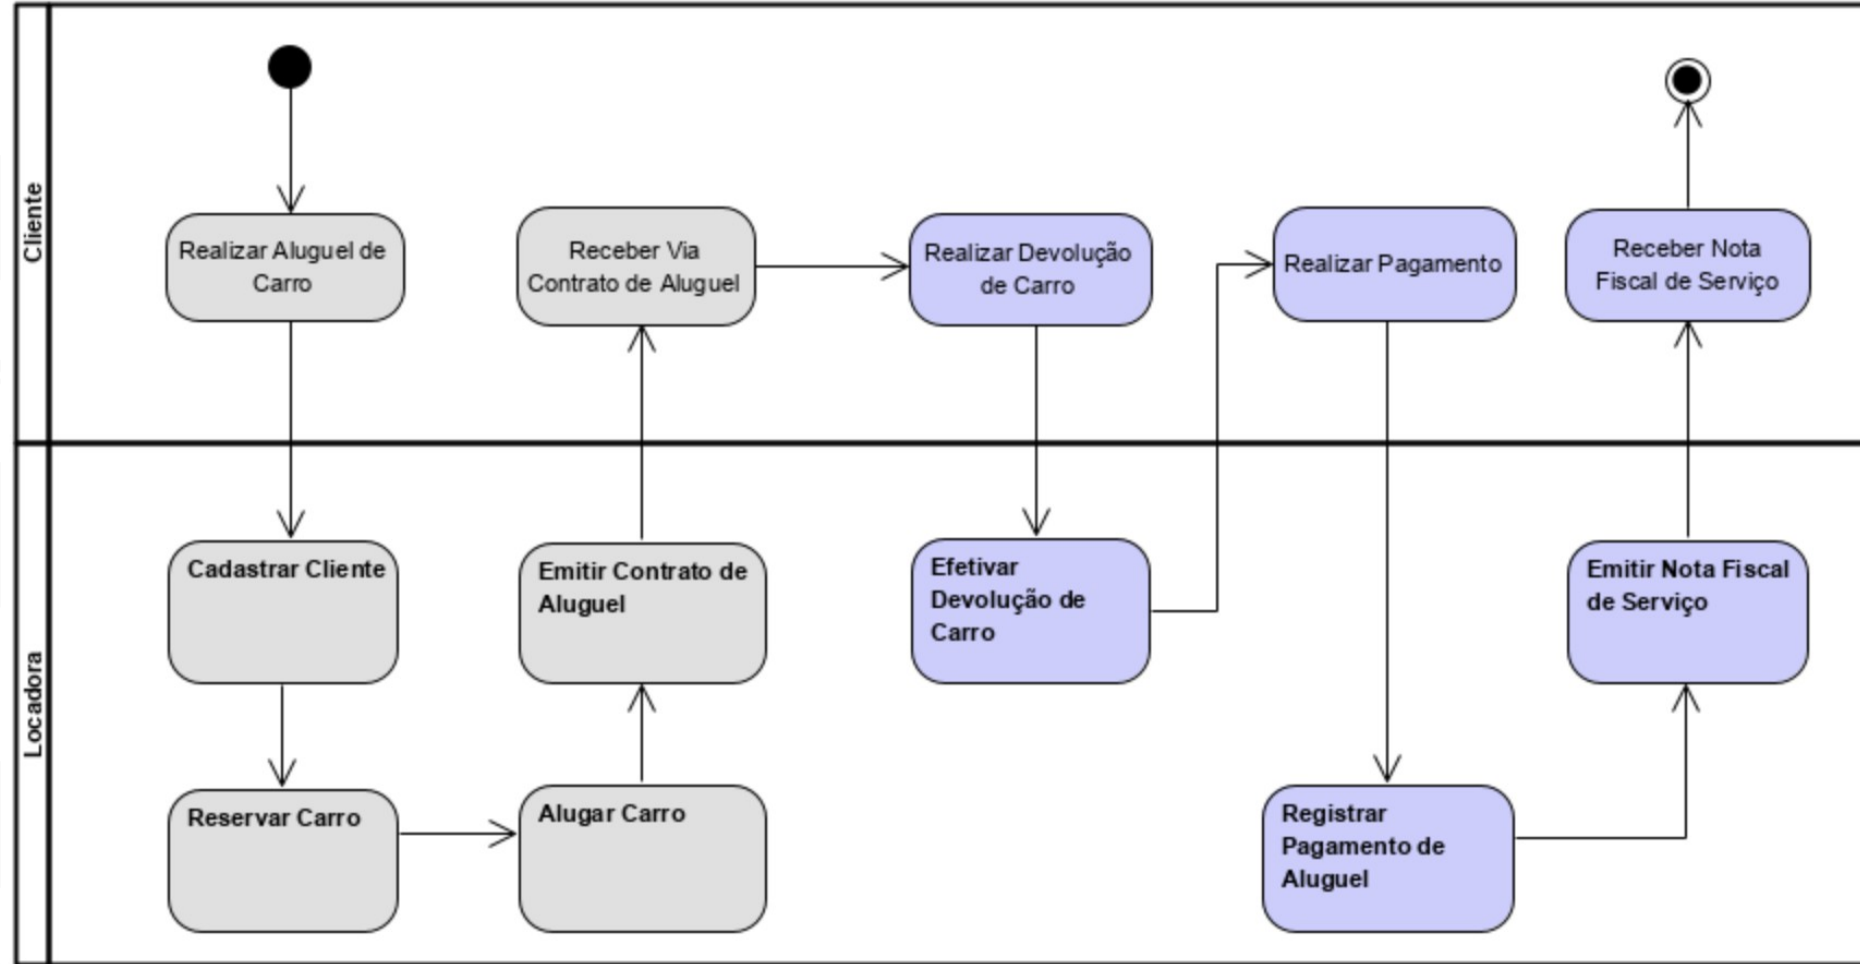 Cliente
Realizar Aluguel de
Carro
Receber Via
Contrato de Aluguel
Realizar Devolução
de Carro
Realizar Pagamento
Receber Nota
Fiscal de Serviço
Locadora
Cadastrar Cliente
Emitir Contrato de
Aluguel
Efetivar
Devolução de
Carro
Emitir Nota Fiscal
de Serviço
Reservar Carro
Alugar Carro
Registrar
Pagamento de
Aluguel